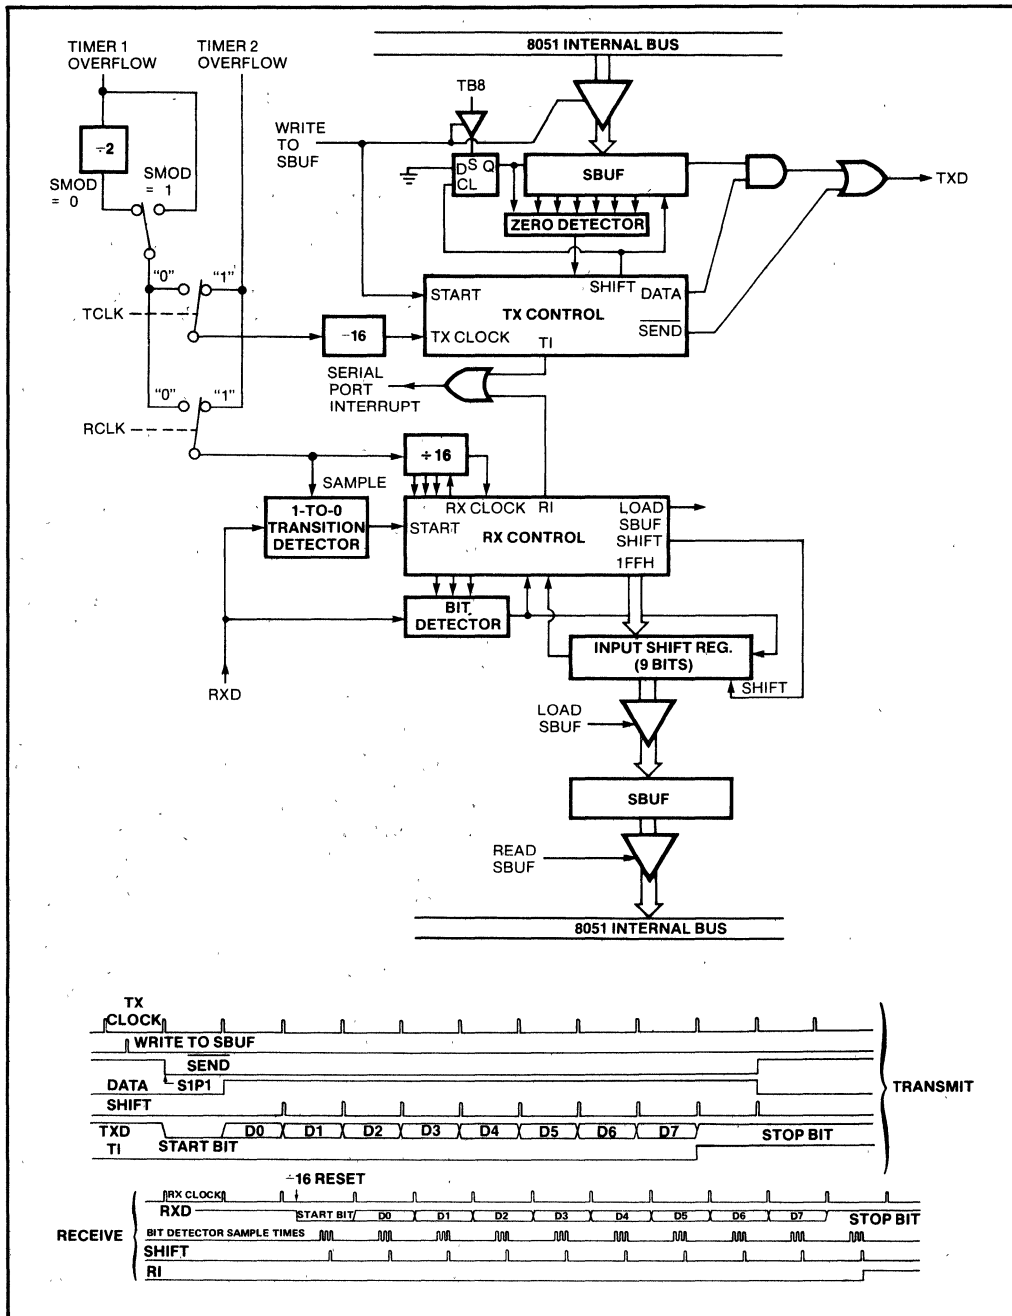 TIMER 1
OVERFLOW
TIMER 2
OVERFLOW
8051 INTERNAL BUS
TB8
WRITE
TO
SBUF
÷2
SMOD
= 0
SMOD
= 1
D S Q
CL
SBUF
TXD
ZERO DETECTOR
"0"
"1"
TCLK
SHIFT
START
DATA
TX CONTROL
TX CLOCK
TI
SEND
−16
SERIAL
PORT
INTERRUPT
"0"
"1"
RCLK
÷ 16
SAMPLE
1-TO-0
TRANSITION
DETECTOR
RX CLOCK
RI
LOAD
SBUF
START
RX CONTROL
SHIFT
1FFH
BIT
DETECTOR
INPUT SHIFT REG.
(9 BITS)
RXD
SHIFT
LOAD
SBUF
SBUF
READ
SBUF
8051 INTERNAL BUS
TX
CLOCK
WRITE TO SBUF
SEND
DATA
S1P1
SHIFT
TXD
START BIT
D0
D1
D2
D3
D4
D5
D6
D7
STOP BIT
TI
TRANSMIT
÷16 RESET
RX CLOCK
RXD
START BIT
D0
D1
D2
D3
D4
D5
D6
D7
STOP BIT
RECEIVE
BIT DETECTOR SAMPLE TIMES
SHIFT
RI